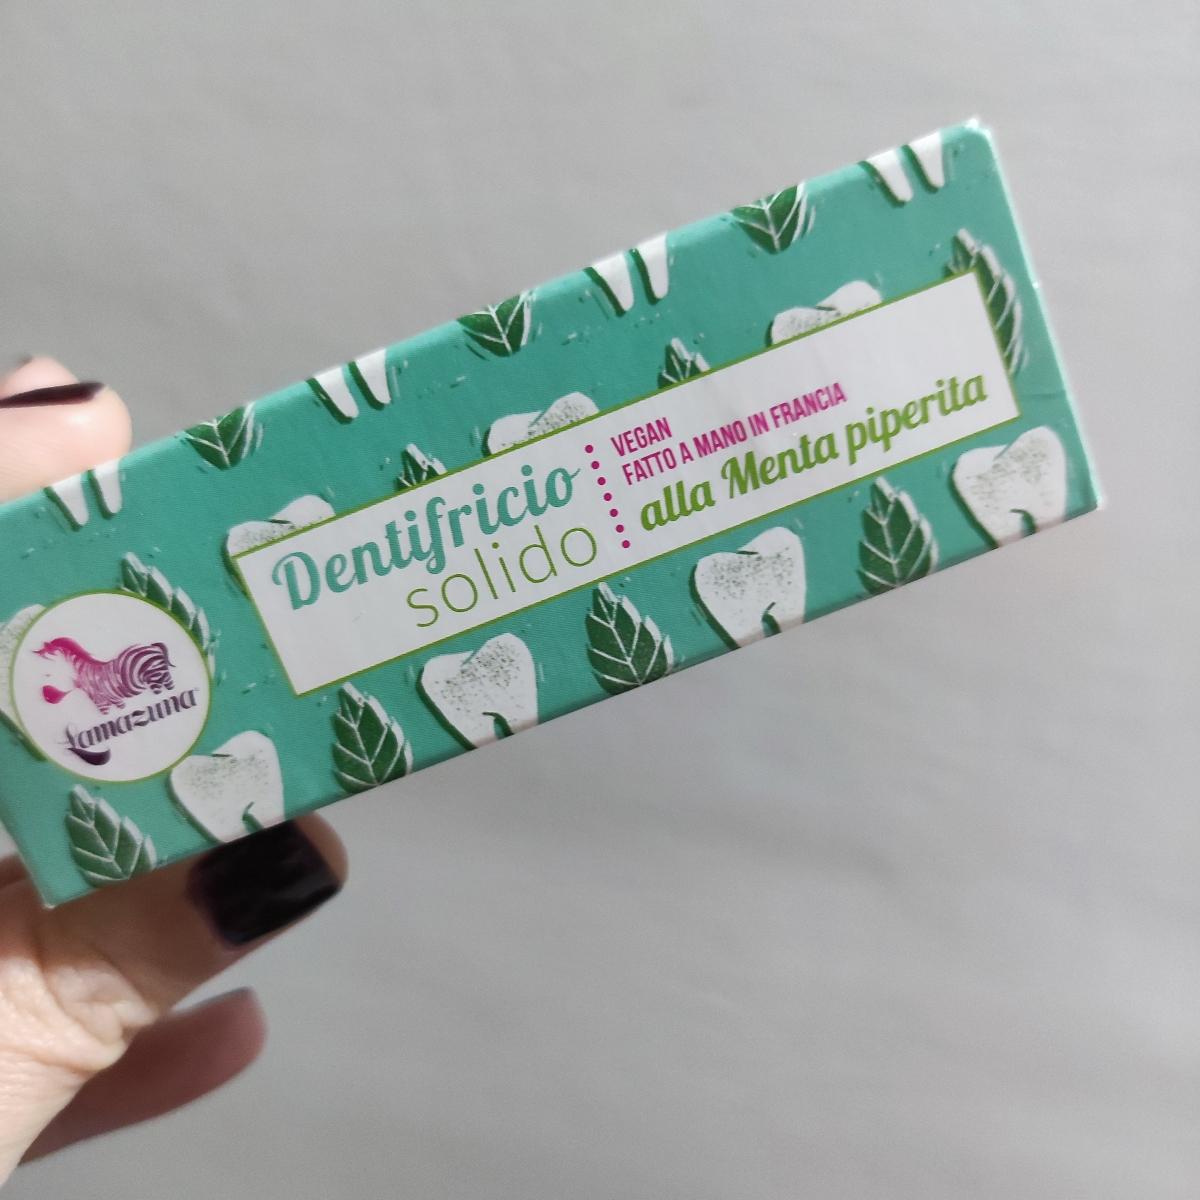 Dentifricio
solido
VEGAN
FATTO A MANO IN FRANCIA
alla Menta piperita
Lamazuna